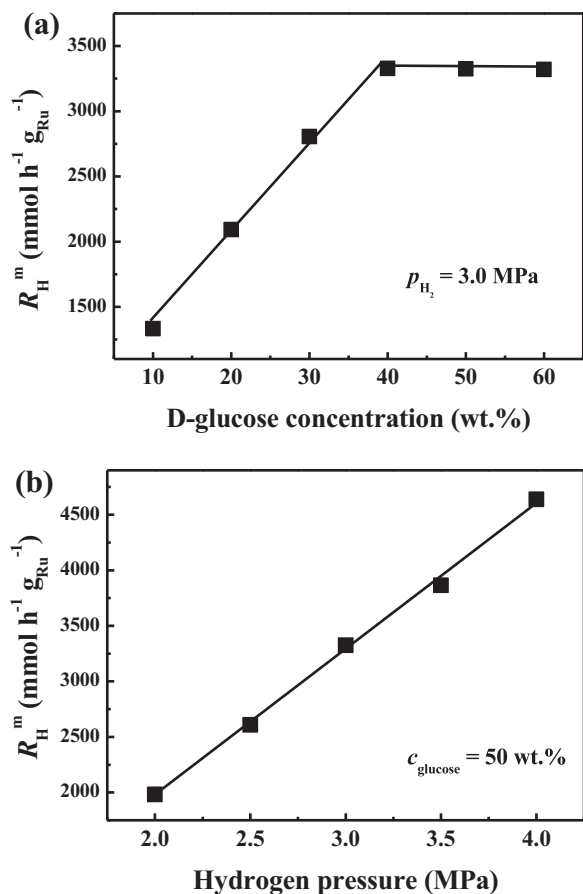 (a)
3500
3000
2500
2000
1500
R_H^m (mmol h^-1 g_Ru^-1)
p_H₂ = 3.0 MPa
10 20 30 40 50 60
D-glucose concentration (wt.%)
(b)
4500
4000
3500
3000
2500
2000
R_H^m (mmol h^-1 g_Ru^-1)
c_glucose = 50 wt.%
2.0 2.5 3.0 3.5 4.0
Hydrogen pressure (MPa)